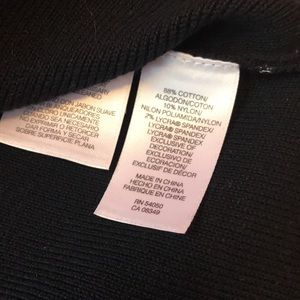 JABON SUAVE
UNICAMENTE
NO EXPRIMIR O RETORCER
DAR FORMA Y SECAR
SOBRE SUPERFICIE PLANA
88% COTTON/
ALGODÓN/COTON
10% NYLON/
NILON POLIAMIDA/NYLON
2% LYCRA® SPANDEX/
LYCRA® SPANDEX/
LYCRA® SPANDEX
EXCLUSIVE OF
DECORATION/
EXCLUSIVO DE
DECORACIÓN/
EXCLUSIF DE DÉCOR
MADE IN CHINA
HECHO EN CHINA
FABRIQUÉ EN CHINE
RN 54050
CA 08349